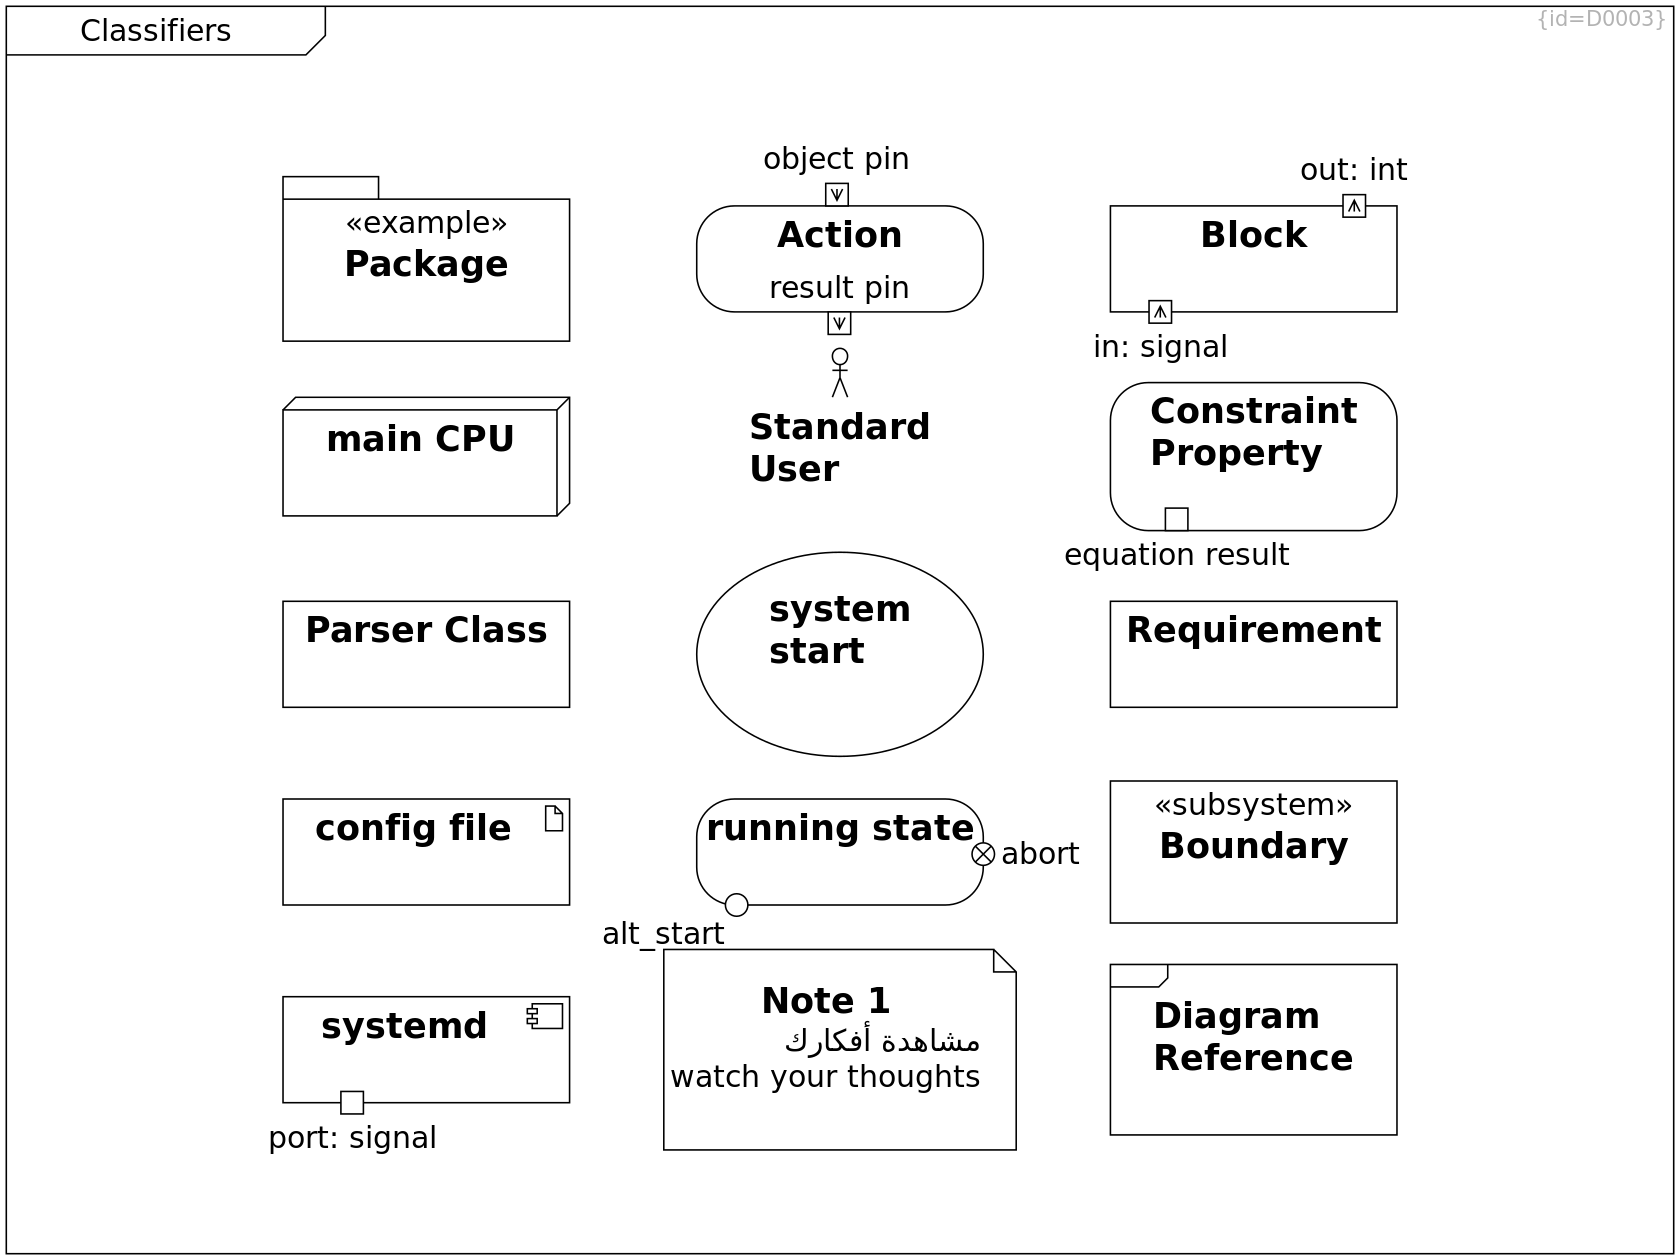 Classifiers
{id=D0003}
«example»
Package
object pin
Action
result pin
out: int
Block
in: signal
main CPU
Standard
User
Constraint
Property
equation result
Parser Class
system
start
Requirement
config file
running state
abort
alt_start
«subsystem»
Boundary
systemd
port: signal
Note 1
مشاهدة أفكارك
watch your thoughts
Diagram
Reference